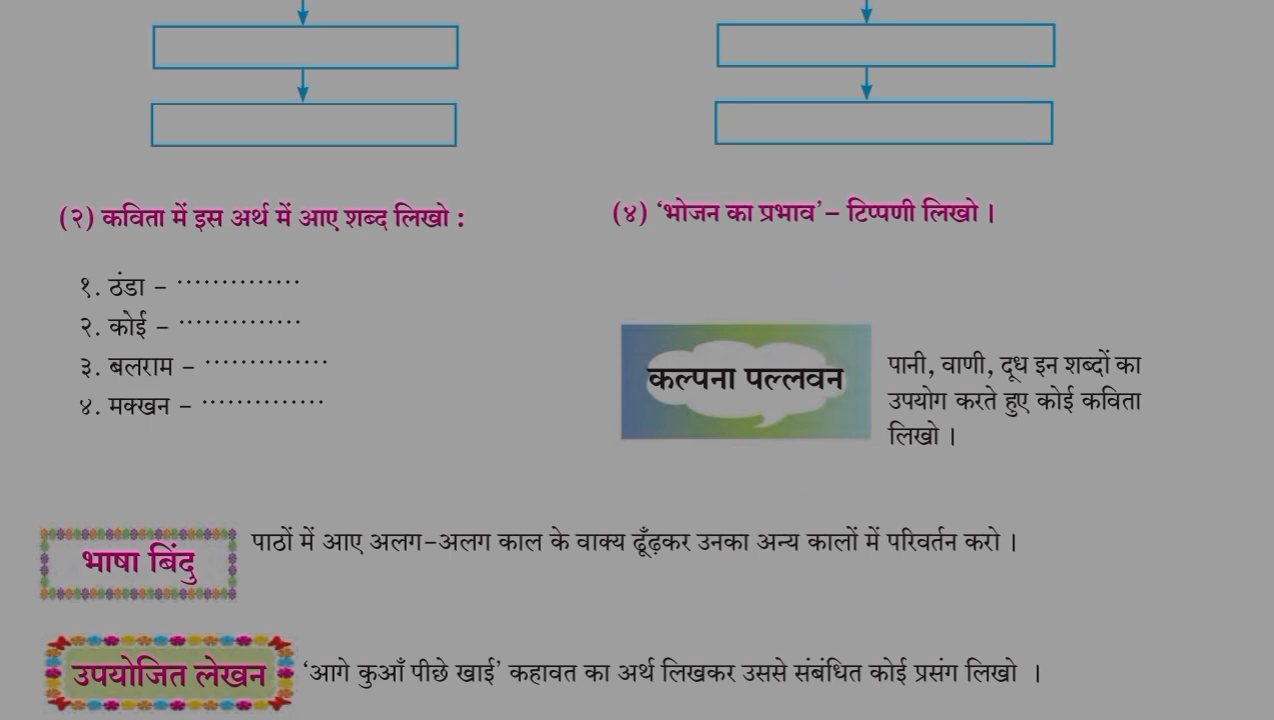 (२) कविता में इस अर्थ में आए शब्द लिखो :
१. ठंडा – ··············
२. कोई – ··············
३. बलराम – ··············
४. मक्खन – ··············
(४) ‘भोजन का प्रभाव’– टिप्पणी लिखो ।
कल्पना पल्लवन
पानी, वाणी, दूध इन शब्दों का
उपयोग करते हुए कोई कविता
लिखो ।
भाषा बिंदु
पाठों में आए अलग-अलग काल के वाक्य ढूँढ़कर उनका अन्य कालों में परिवर्तन करो ।
उपयोजित लेखन
‘आगे कुआँ पीछे खाई’ कहावत का अर्थ लिखकर उससे संबंधित कोई प्रसंग लिखो ।